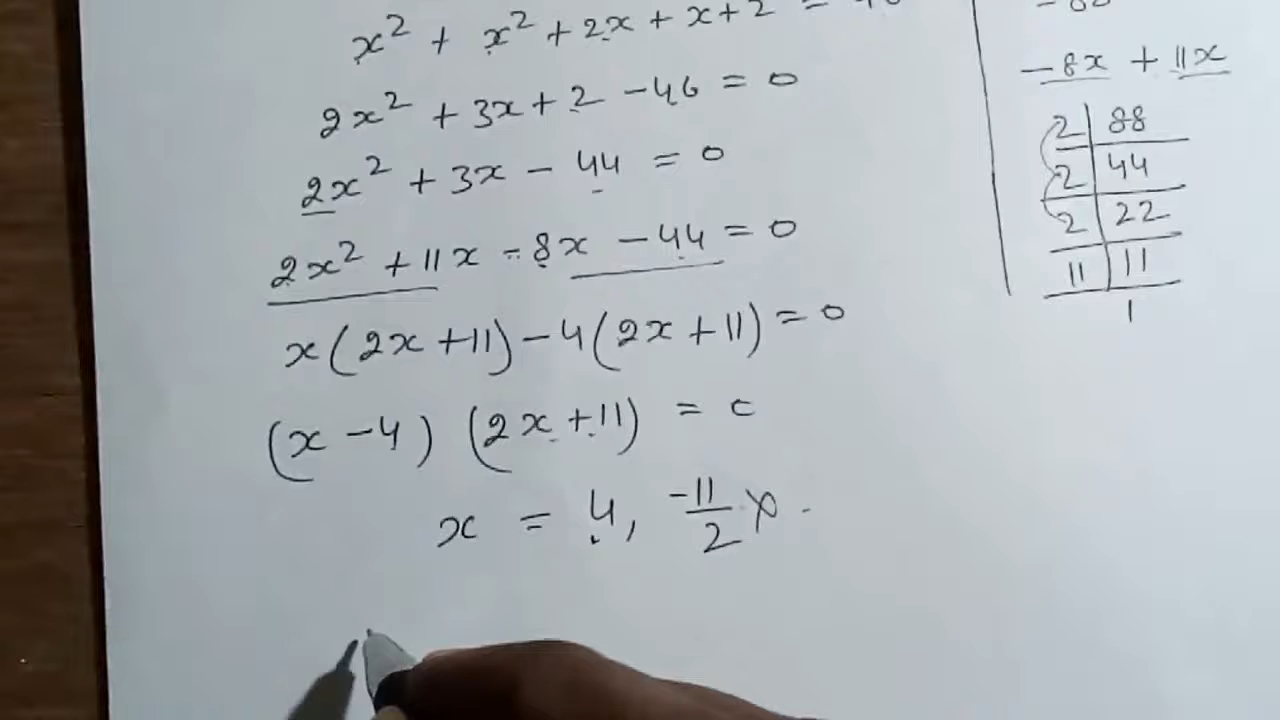 x² + x² + 2x + x + 2 =
2x² + 3x + 2 - 46 = 0
2x² + 3x - 44 = 0
2x² + 11x - 8x - 44 = 0
x(2x + 11) - 4(2x + 11) = 0
(x - 4) (2x + 11) = 0
x = 4, -11/2 ×.
-8x + 11x
2 | 88
2 | 44
2 | 22
11 | 11
1